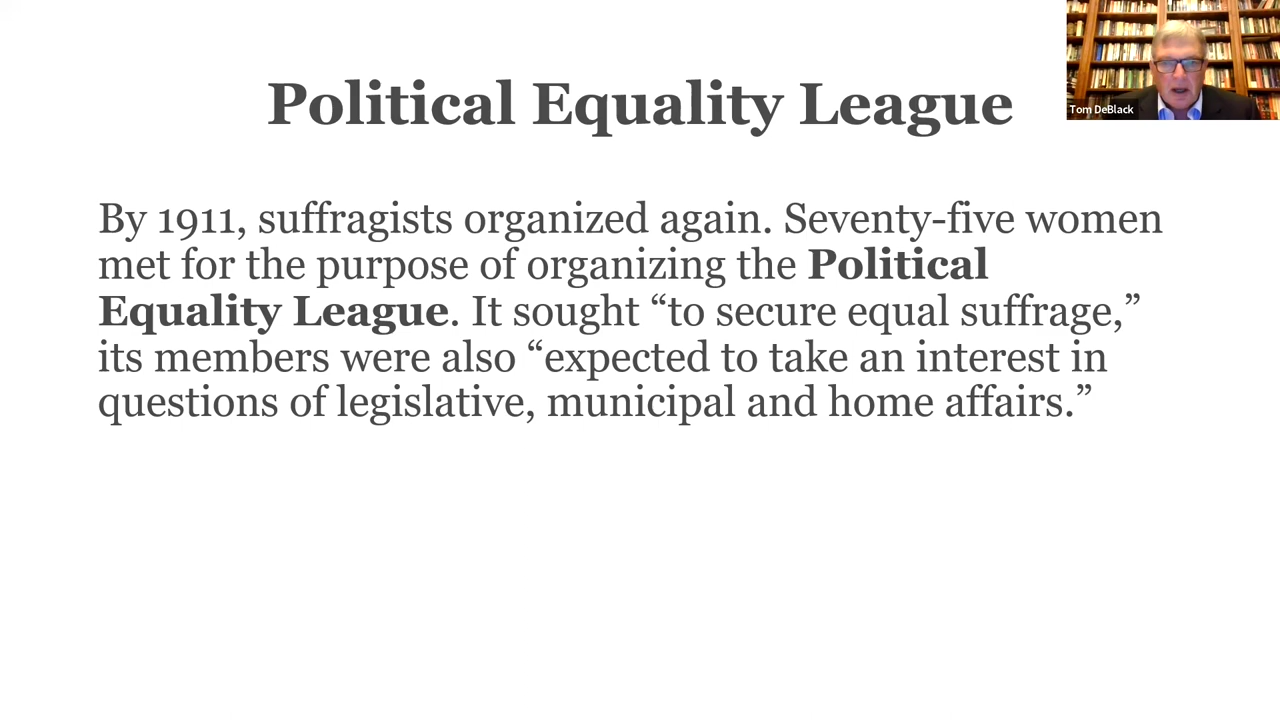 Political Equality League
Tom DeBlack
By 1911, suffragists organized again. Seventy-five women
met for the purpose of organizing the Political
Equality League. It sought “to secure equal suffrage,”
its members were also “expected to take an interest in
questions of legislative, municipal and home affairs.”